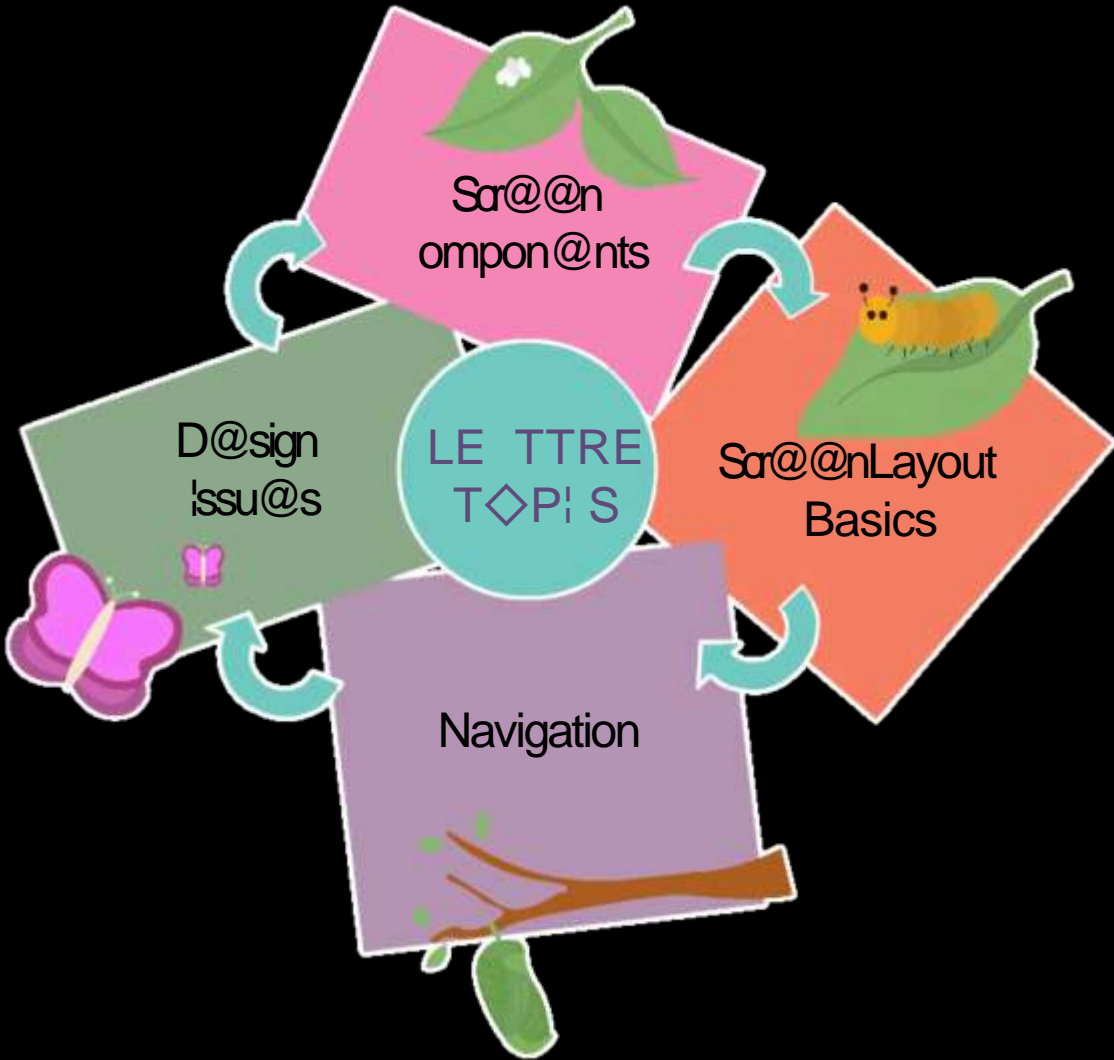 Scr@@n
ompon@nts
D@sign
¦ssu@s
LE TTRE
T◇P¦ S
Scr@@nLayout
Basics
Navigation